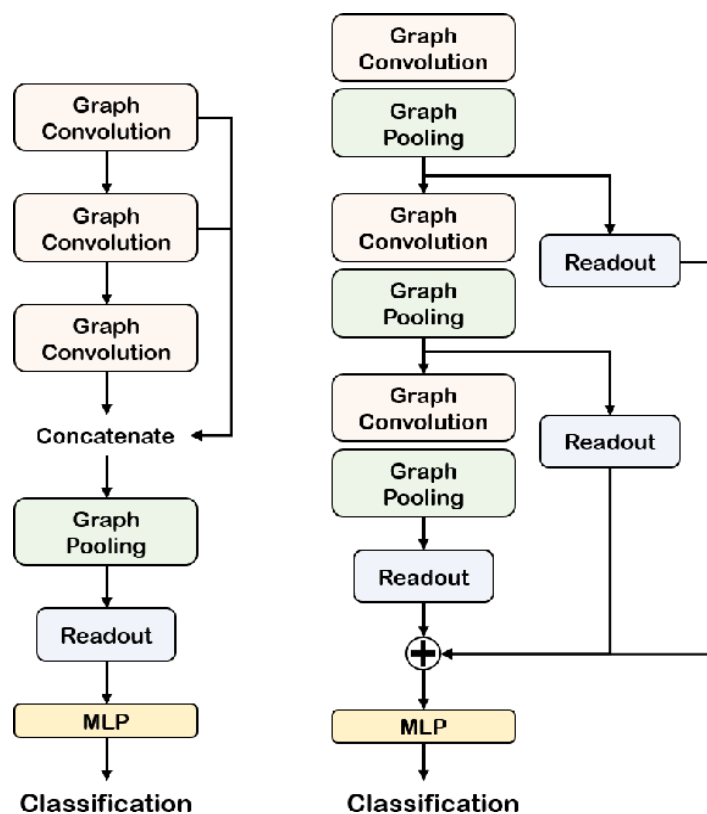 Graph
Convolution
Graph
Convolution
Graph
Convolution
Concatenate
Graph
Pooling
Readout
MLP
Classification
Graph
Convolution
Graph
Pooling
Graph
Convolution
Readout
Graph
Pooling
Graph
Convolution
Readout
Graph
Pooling
Readout
MLP
Classification